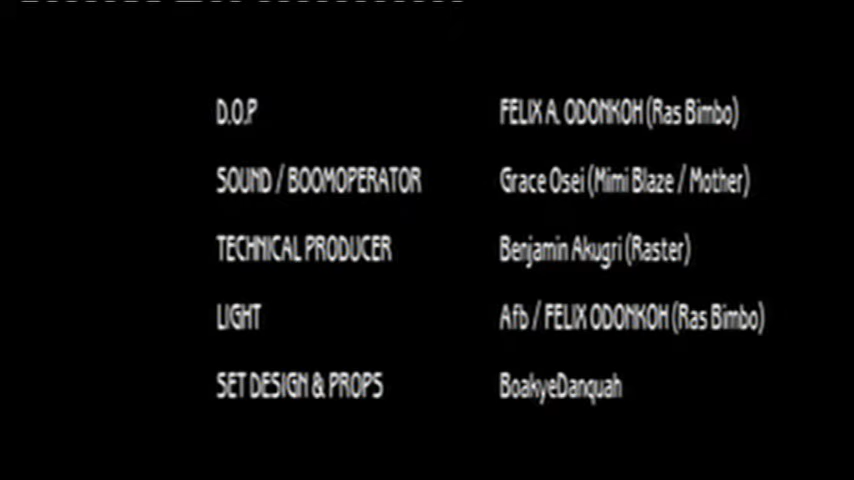 D.O.P FELIX A. ODONKOH (Ras Bimbo)
SOUND / BOOMOPERATOR Grace Osei (Mimi Blaze / Mother)
TECHNICAL PRODUCER Benjamin Akugri (Raster)
LIGHT Afb / FELIX ODONKOH (Ras Bimbo)
SET DESIGN & PROPS BoakyeDanquah